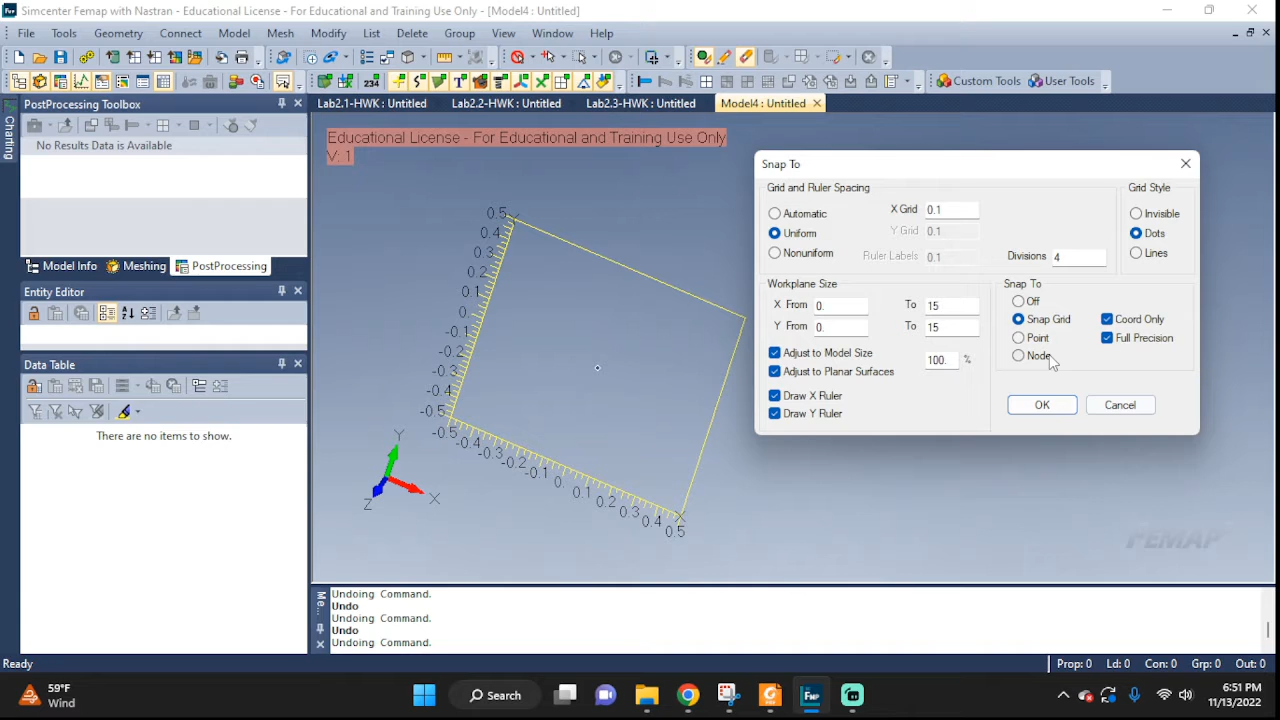 Simcenter Femap with Nastran - Educational License - For Educational and Training Use Only - [Model4 : Untitled]
File Tools Geometry Connect Model Mesh Modify List Delete Group View Window Help
234 T Custom Tools User Tools
Charting
PostProcessing Toolbox
No Results Data is Available
Model Info Meshing PostProcessing
Entity Editor
Data Table
There are no items to show.
Lab2.1-HWK : Untitled Lab2.2-HWK : Untitled Lab2.3-HWK : Untitled Model4 : Untitled
Educational License - For Educational and Training Use Only
V: 1
0.5 Y
0.4
0.3
0.2
0.1
0.
-0.1
-0.2
-0.3
-0.4
-0.5
-0.5 -0.4 -0.3 -0.2 -0.1 0. 0.1 0.2 0.3 0.4 0.5 X
Y
X
Z
FEMAP
Snap To
Grid and Ruler Spacing
Automatic X Grid 0.1
Uniform Y Grid 0.1
Nonuniform Ruler Labels 0.1 Divisions 4
Grid Style
Invisible
Dots
Lines
Workplane Size
X From 0. To 15
Y From 0. To 15
Adjust to Model Size 100. %
Adjust to Planar Surfaces
Draw X Ruler
Draw Y Ruler
Snap To
Off
Snap Grid Coord Only
Point Full Precision
Node
OK Cancel
Me...
Undoing Command.
Undo
Undoing Command.
Undo
Undoing Command.
Ready Prop: 0 Ld: 0 Con: 0 Grp: 0 Out: 0
59°F
Wind
Search
FMP
6:51 PM
11/13/2022